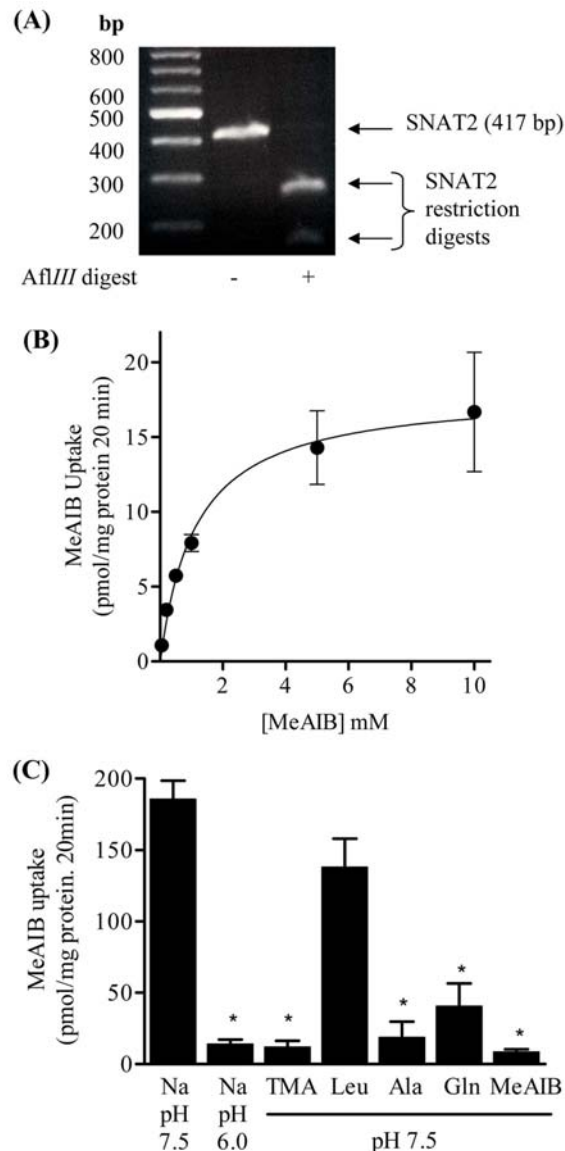 (A)
bp
800
600
500
400
300
200
SNAT2 (417 bp)
SNAT2
restriction
digests
AflIII digest - +
(B)
MeAIB Uptake
(pmol/mg protein 20 min)
20
15
10
5
0
2 4 6 8 10
[MeAIB] mM
(C)
MeAIB uptake
(pmol/mg protein. 20min)
200
150
100
50
0
* * * * *
Na pH 7.5
Na pH 6.0
TMA Leu Ala Gln MeAIB
pH 7.5